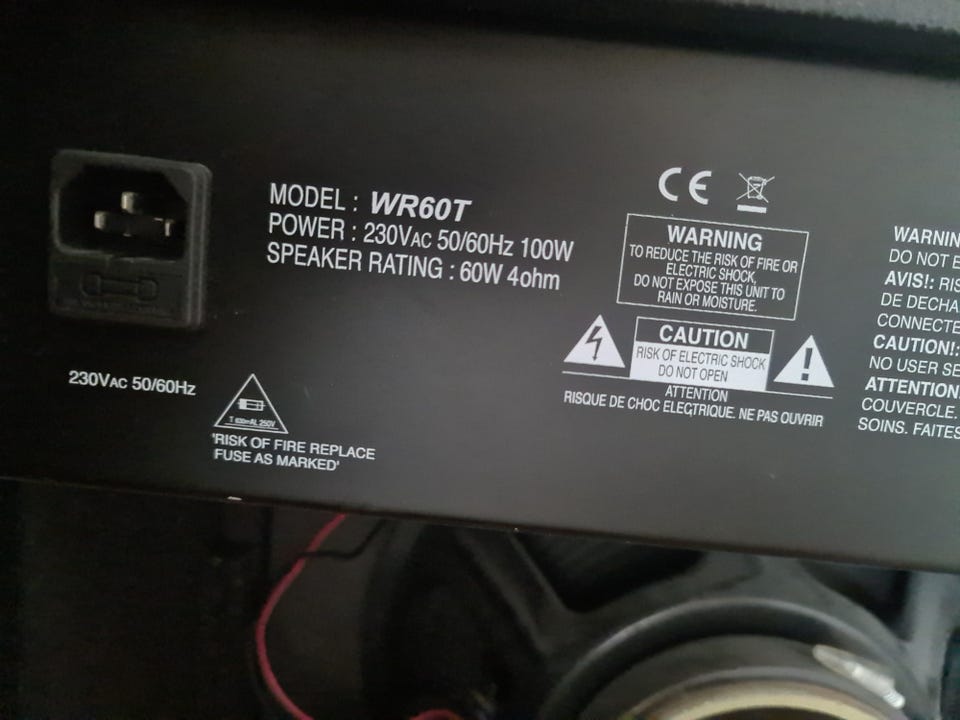 MODEL : WR60T
POWER : 230VAC 50/60Hz 100W
SPEAKER RATING : 60W 4ohm
230VAC 50/60Hz
T 630mAL 250V
'RISK OF FIRE REPLACE
FUSE AS MARKED'
CE
WARNING
TO REDUCE THE RISK OF FIRE OR
ELECTRIC SHOCK,
DO NOT EXPOSE THIS UNIT TO
RAIN OR MOISTURE.
CAUTION
RISK OF ELECTRIC SHOCK
DO NOT OPEN
ATTENTION
RISQUE DE CHOC ELEÇTRIQUE. NE PAS OUVRIR
WARNIN
DO NOT E
AVIS!: RIS
DE DECHA
CONNECTE
CAUTION!:
NO USER SE
ATTENTION
COUVERCLE.
SOINS. FAITES